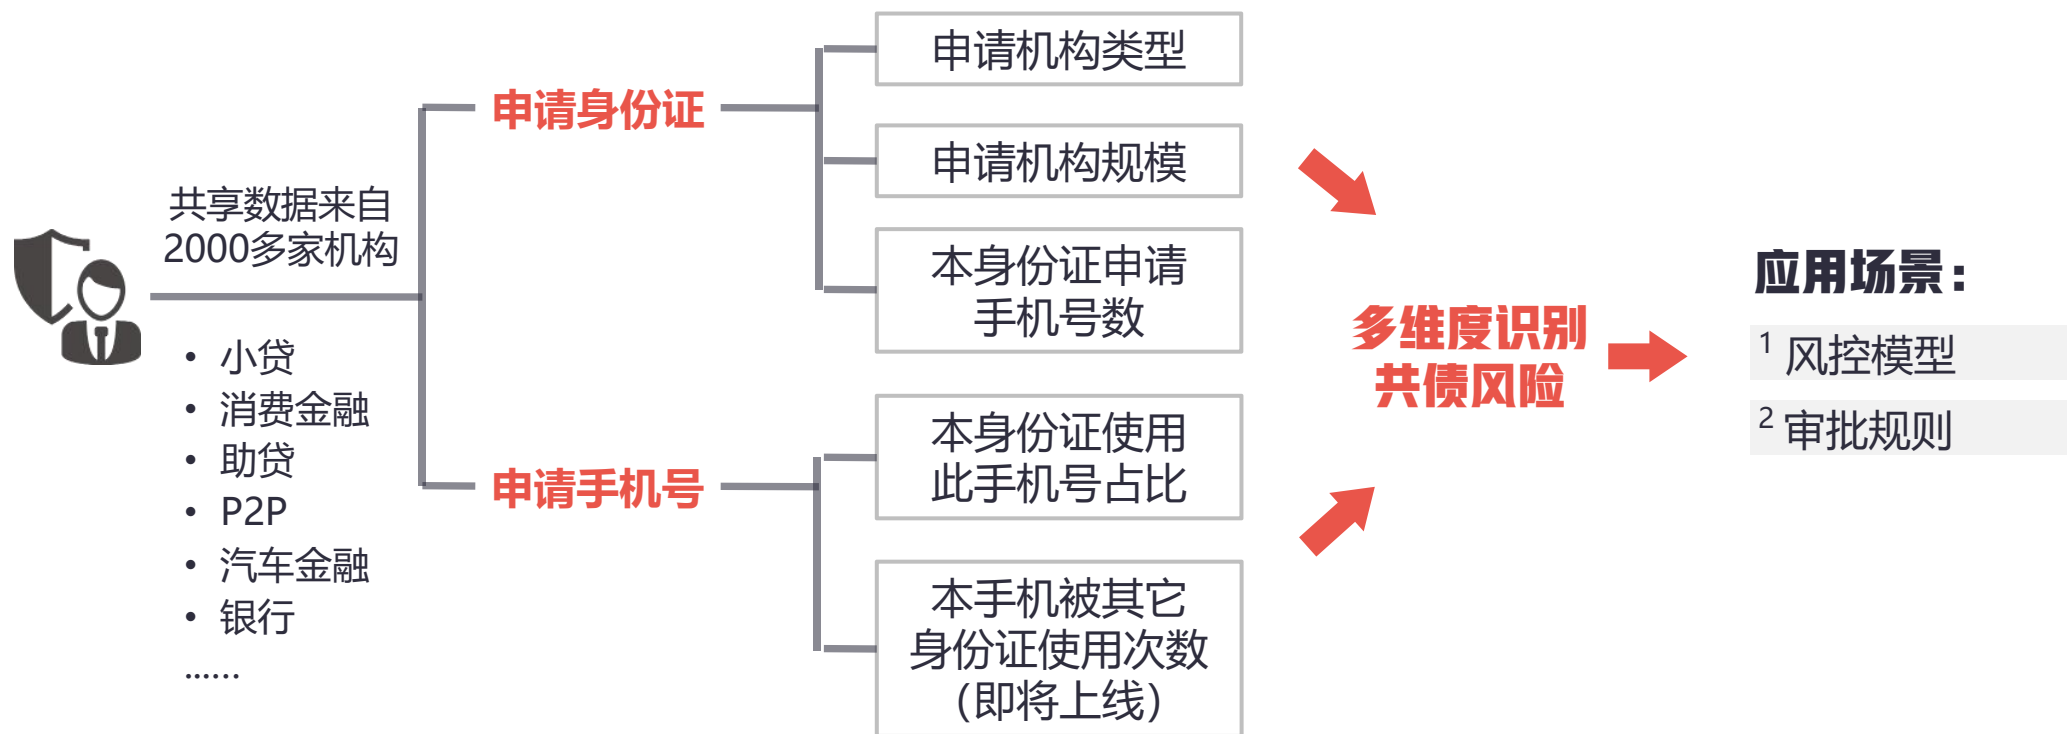 共享数据来自
2000多家机构
• 小贷
• 消费金融
• 助贷
• P2P
• 汽车金融
• 银行
……
申请身份证
申请机构类型
申请机构规模
本身份证申请
手机号数
申请手机号
本身份证使用
此手机号占比
本手机被其它
身份证使用次数
（即将上线）
多维度识别
共债风险
应用场景：
1 风控模型
2 审批规则